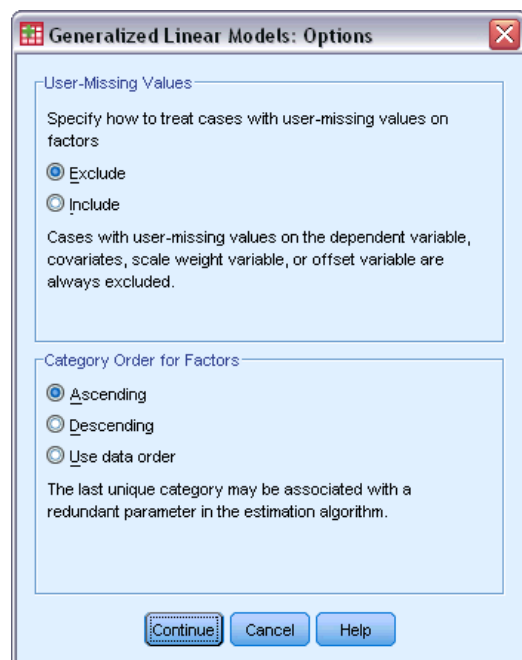 Generalized Linear Models: Options
User-Missing Values
Specify how to treat cases with user-missing values on
factors
Exclude
Include
Cases with user-missing values on the dependent variable,
covariates, scale weight variable, or offset variable are
always excluded.
Category Order for Factors
Ascending
Descending
Use data order
The last unique category may be associated with a
redundant parameter in the estimation algorithm.
Continue
Cancel
Help